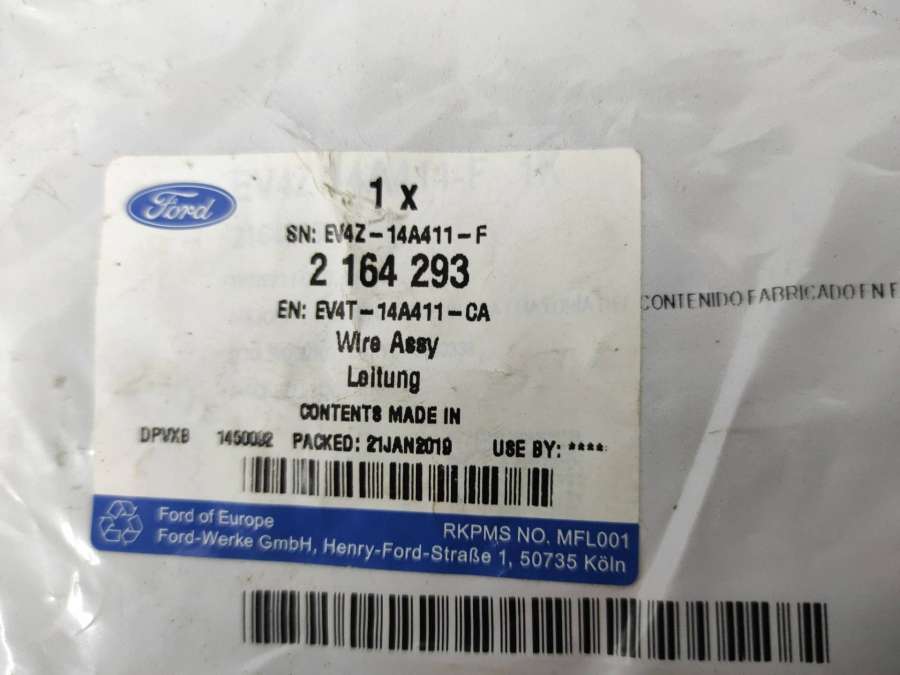 Ford
1 x
SN: EV4Z-14A411-F
2 164 293
EN: EV4T-14A411-CA
Wire Assy
Leitung
CONTENTS MADE IN
DPVXB 1450092 PACKED: 21JAN2019 USE BY: ****
Ford of Europe
RKPMS NO. MFL001
Ford-Werke GmbH, Henry-Ford-Straße 1, 50735 Köln
CONTENIDO FABRICADO EN